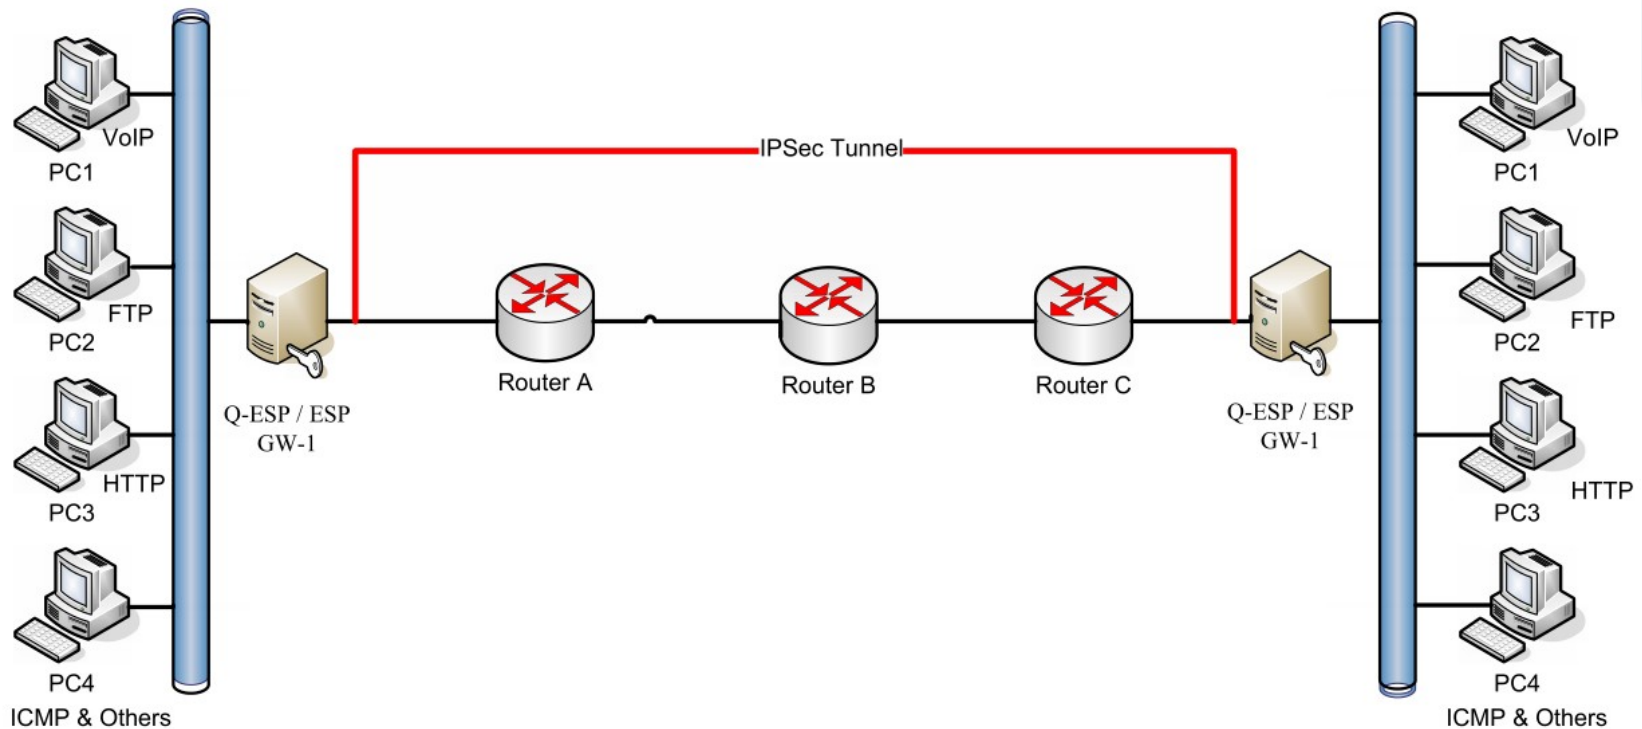 VoIP
PC1
FTP
PC2
HTTP
PC3
PC4
ICMP & Others
Q-ESP / ESP
GW-1
IPSec Tunnel
Router A
Router B
Router C
Q-ESP / ESP
GW-1
VoIP
PC1
FTP
PC2
HTTP
PC3
PC4
ICMP & Others